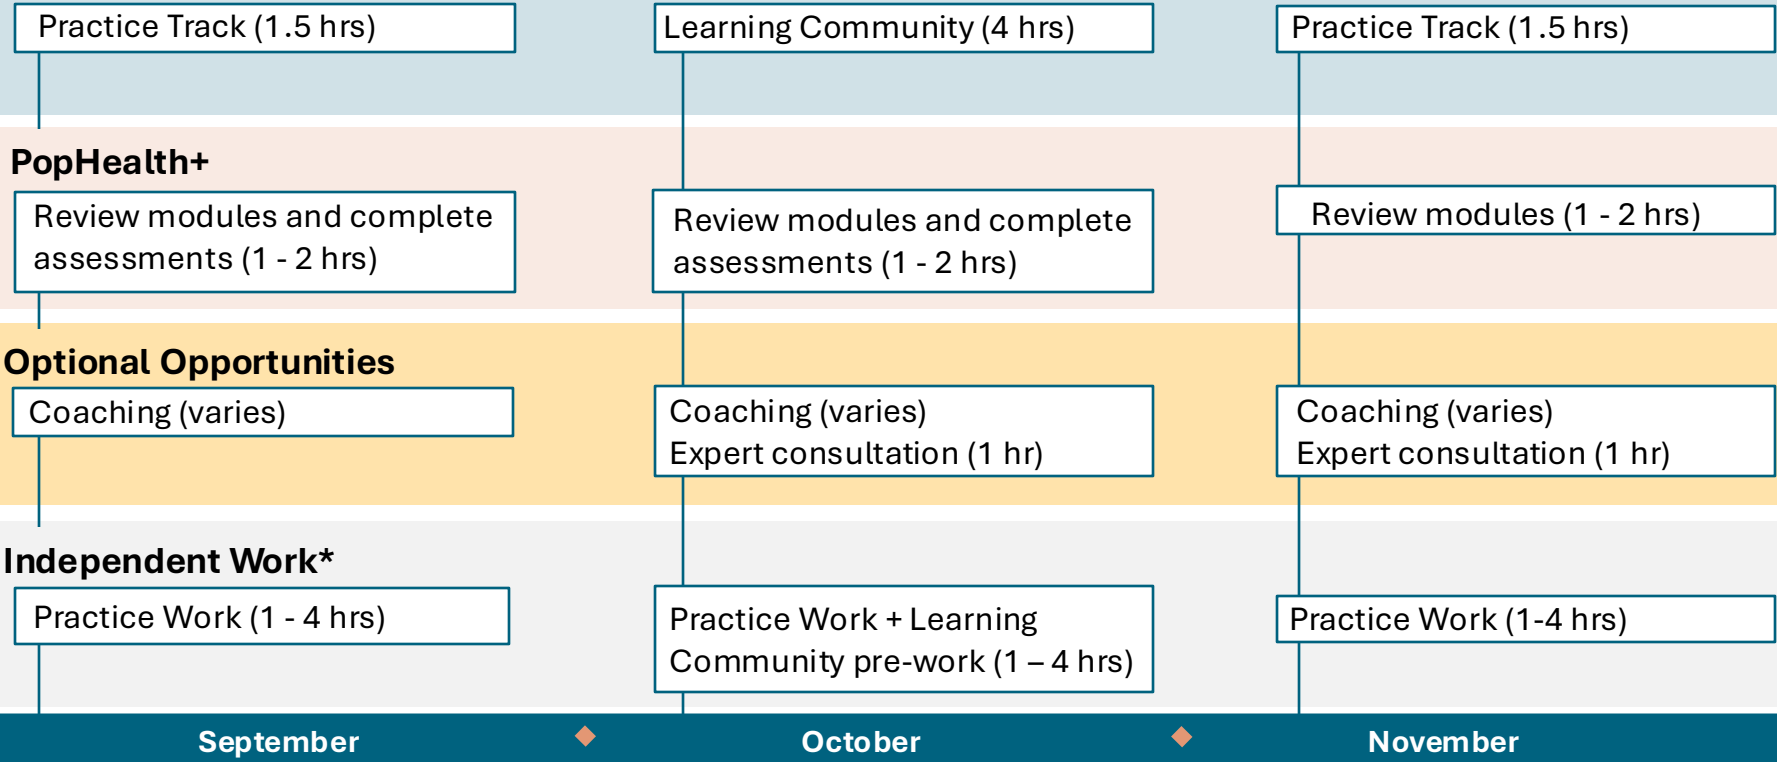 Practice Track (1.5 hrs)
Learning Community (4 hrs)
Practice Track (1.5 hrs)
PopHealth+
Review modules and complete
assessments (1 - 2 hrs)
Review modules and complete
assessments (1 - 2 hrs)
Review modules (1 - 2 hrs)
Optional Opportunities
Coaching (varies)
Coaching (varies)
Expert consultation (1 hr)
Coaching (varies)
Expert consultation (1 hr)
Independent Work*
Practice Work (1 - 4 hrs)
Practice Work + Learning
Community pre-work (1 – 4 hrs)
Practice Work (1-4 hrs)
September
October
November